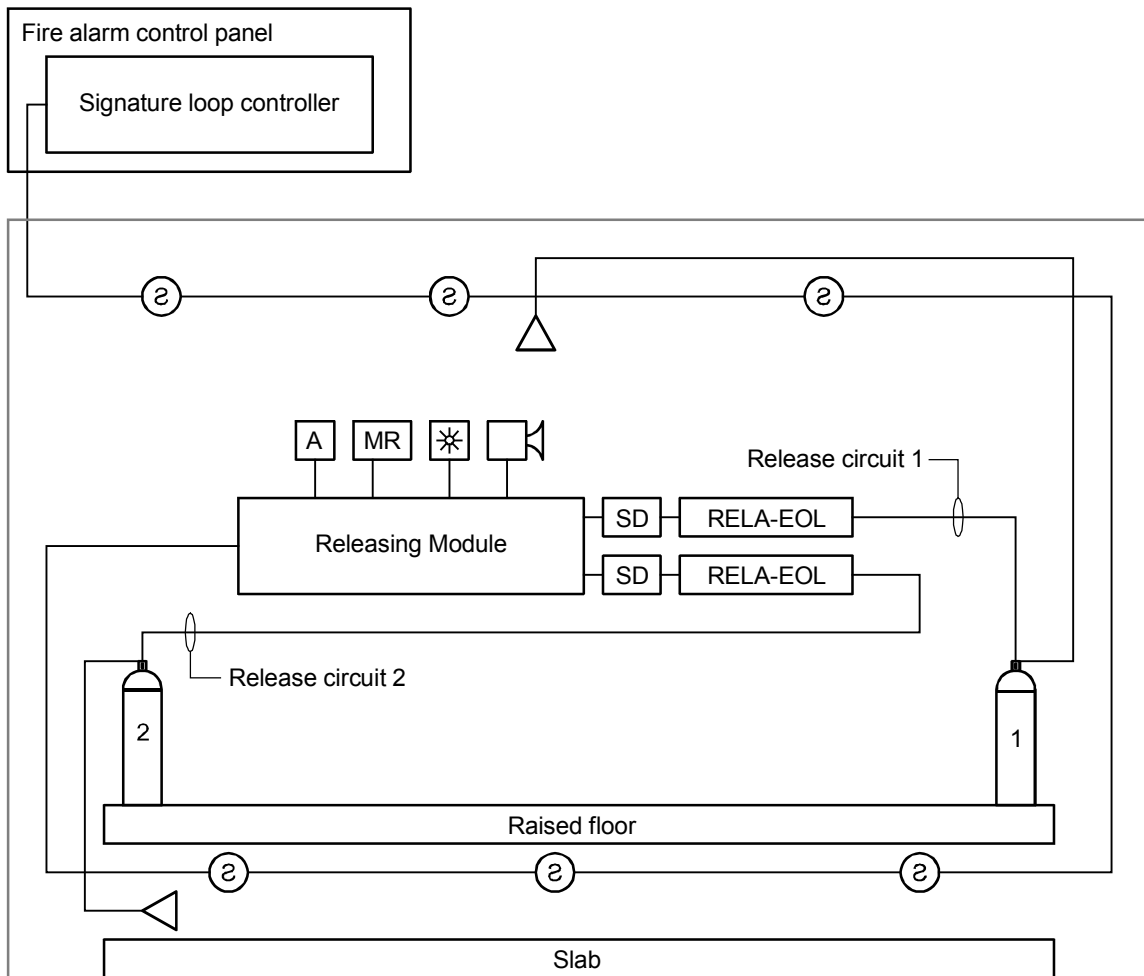 Fire alarm control panel
Signature loop controller
S
S
S
A
MR
Release circuit 1
SD
RELA-EOL
Releasing Module
SD
RELA-EOL
Release circuit 2
2
1
Raised floor
S
S
S
Slab